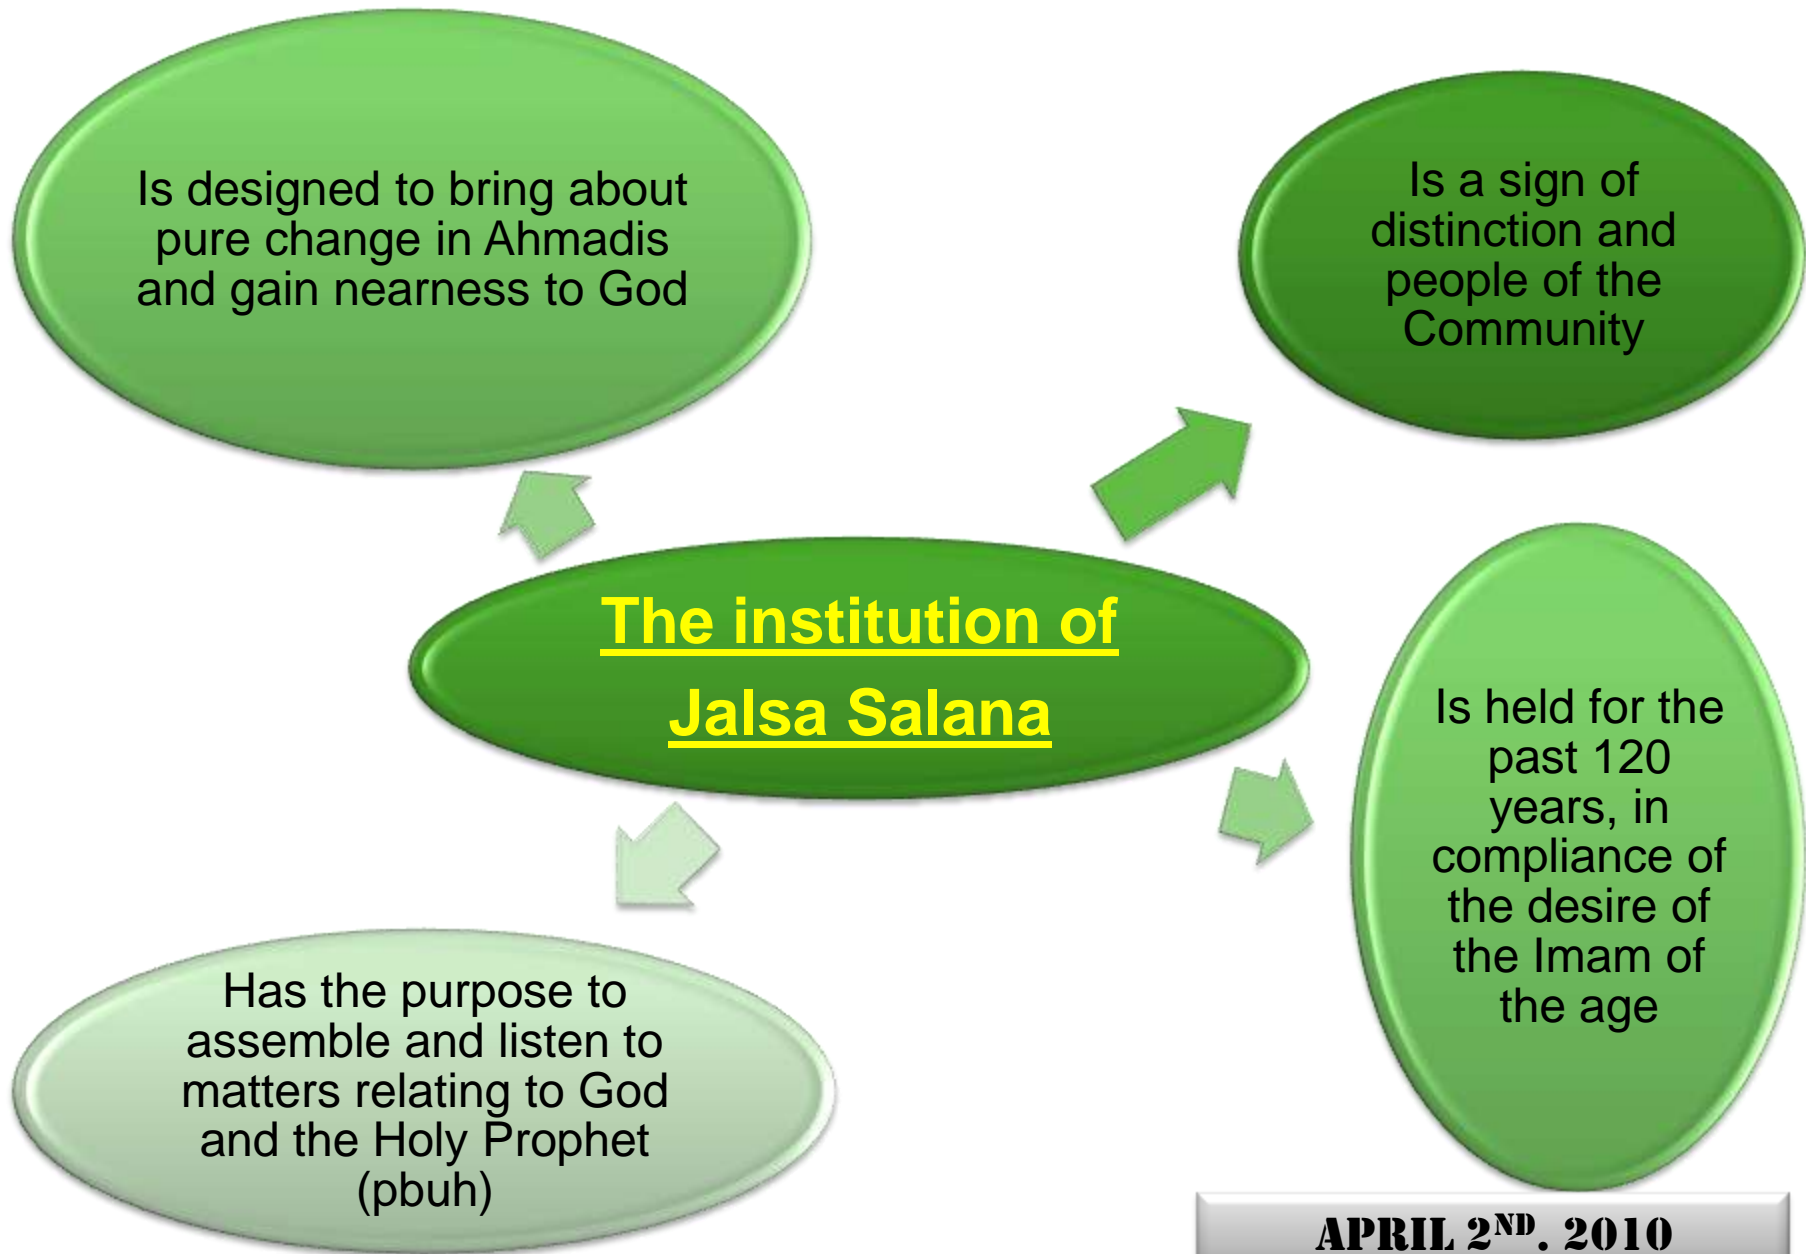 Is designed to bring about
pure change in Ahmadis
and gain nearness to God
Is a sign of
distinction and
people of the
Community
The institution of
Jalsa Salana
Is held for the
past 120
years, in
compliance of
the desire of
the Imam of
the age
Has the purpose to
assemble and listen to
matters relating to God
and the Holy Prophet
(pbuh)
APRIL 2ND. 2010